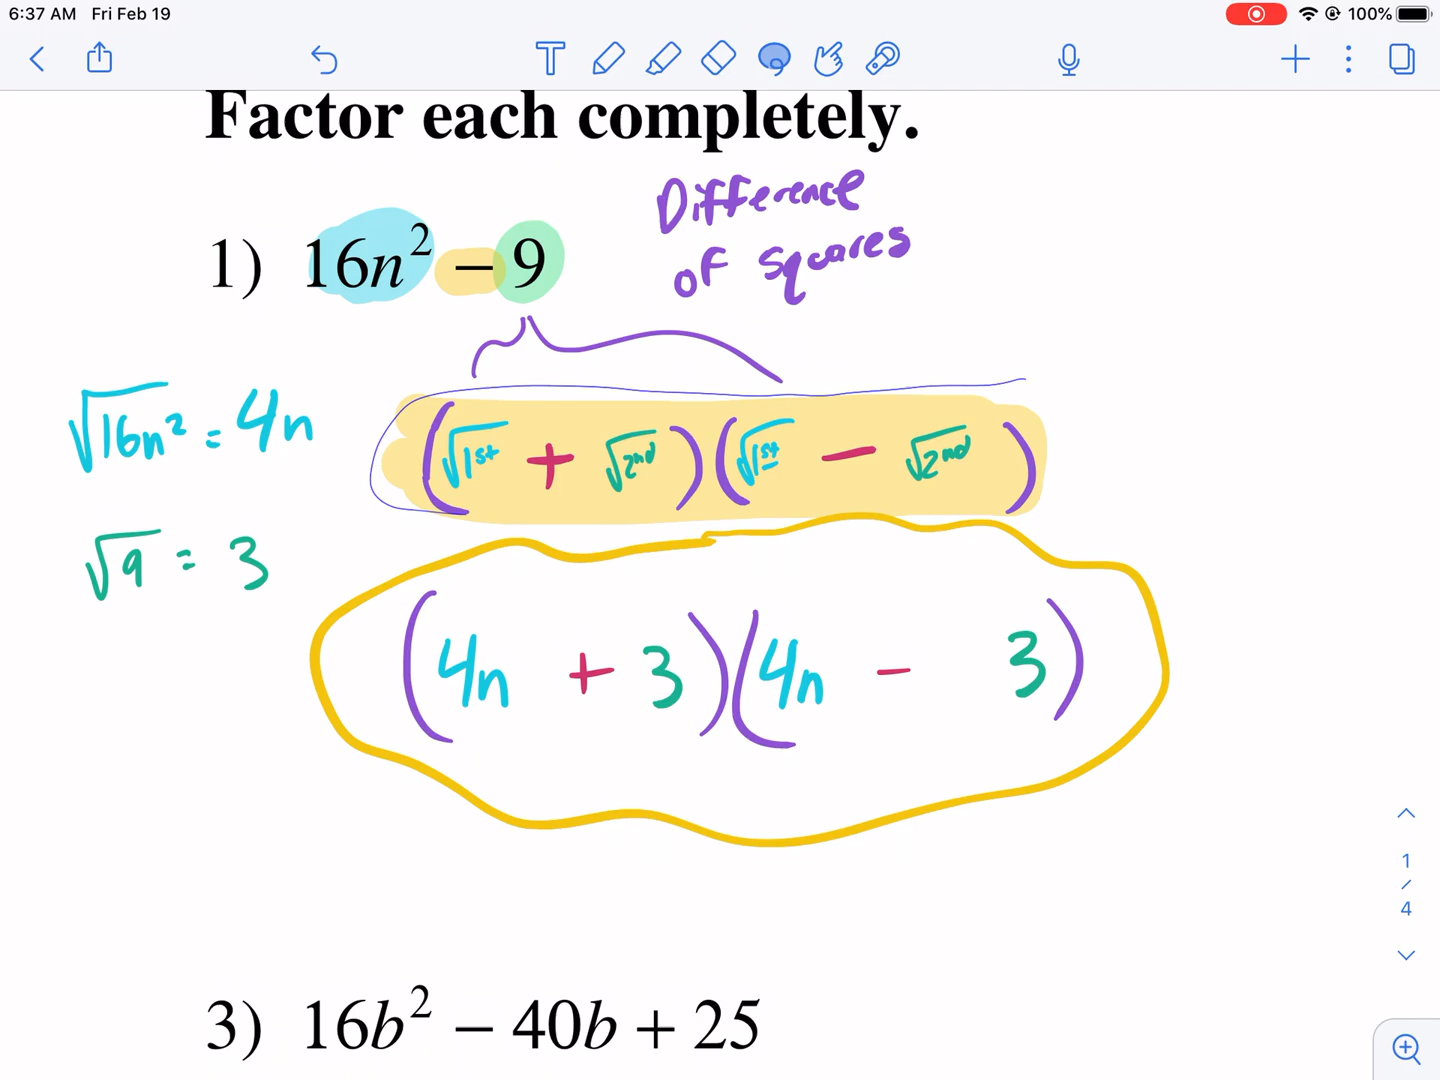 6:37 AM Fri Feb 19 100%
Factor each completely.
Difference
of Squares
1) 16n² − 9
√16n² = 4n
(√1st + √2nd)(√1st − √2nd)
√9 = 3
(4n + 3)(4n − 3)
1
/
4
3) 16b² − 40b + 25